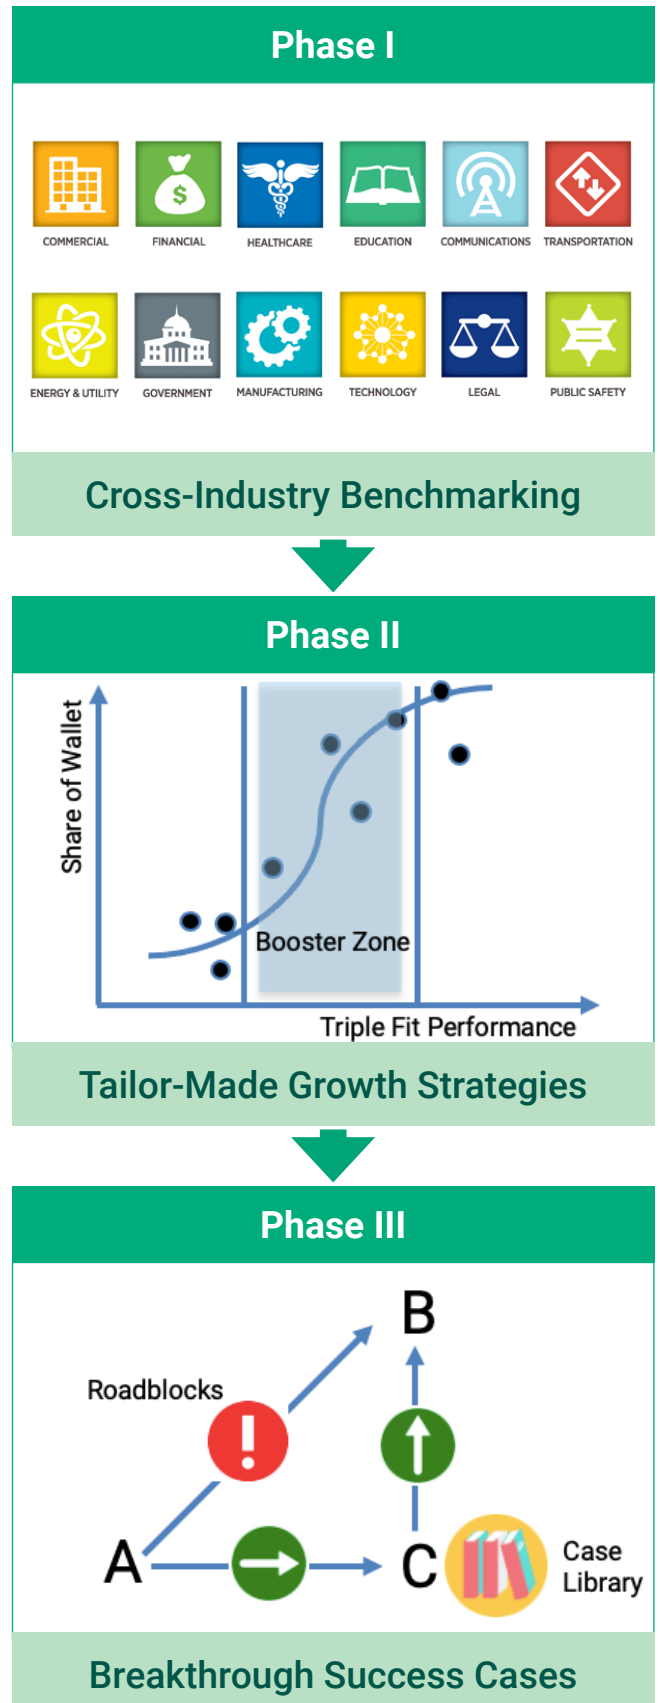 Phase I
COMMERCIAL
FINANCIAL
HEALTHCARE
EDUCATION
COMMUNICATIONS
TRANSPORTATION
$
ENERGY & UTILITY
GOVERNMENT
MANUFACTURING
TECHNOLOGY
LEGAL
PUBLIC SAFETY
Cross-Industry Benchmarking
Phase II
Share of Wallet
Booster Zone
Triple Fit Performance
Tailor-Made Growth Strategies
Phase III
B
Roadblocks
!
A
C
Case
Library
Breakthrough Success Cases